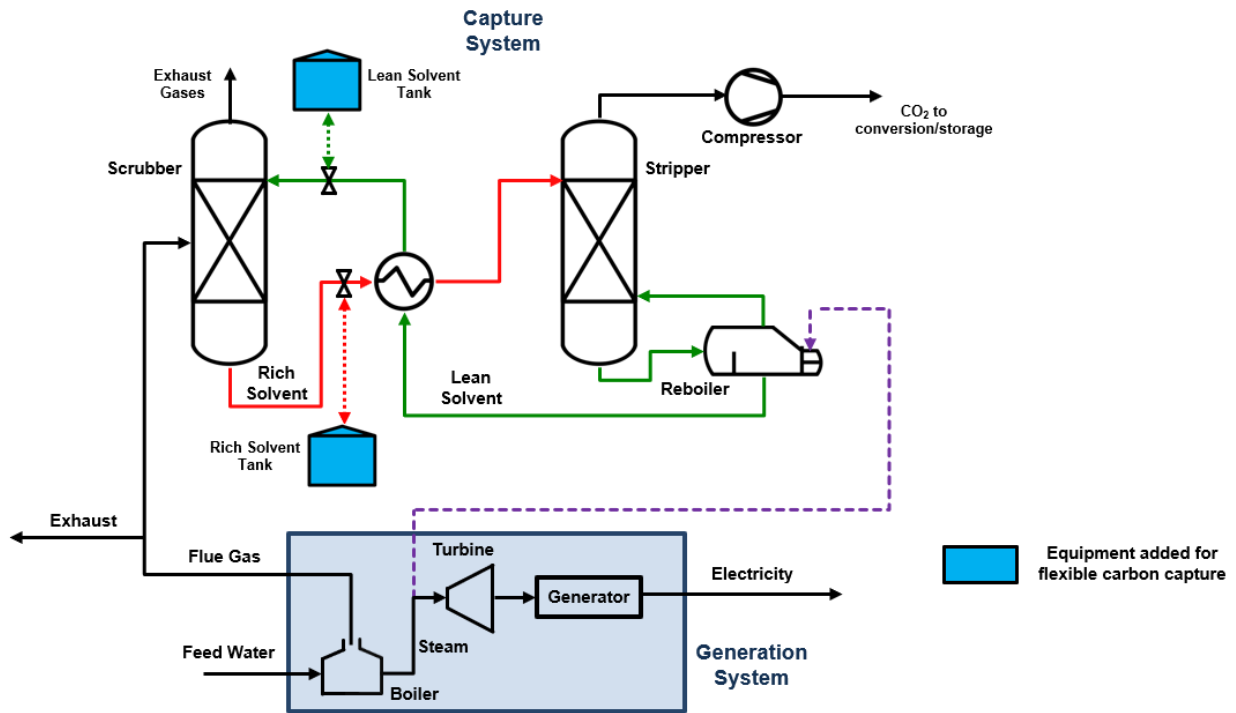 Capture
System
Exhaust
Gases
Lean Solvent
Tank
Compressor
CO₂ to
conversion/storage
Scrubber
Stripper
Rich
Solvent
Lean
Solvent
Reboiler
Rich Solvent
Tank
Exhaust
Flue Gas
Turbine
Electricity
Equipment added for
flexible carbon capture
Generator
Feed Water
Steam
Boiler
Generation
System